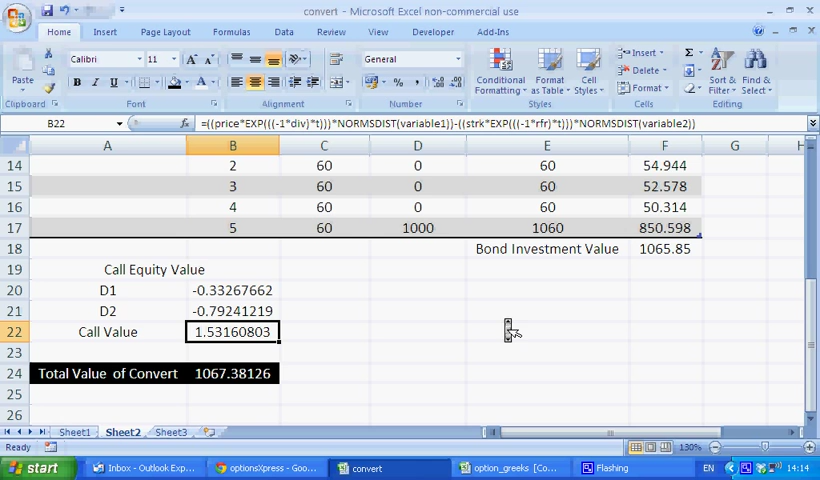 convert - Microsoft Excel non-commercial use
Home Insert Page Layout Formulas Data Review View Developer Add-Ins
Paste
Clipboard
Calibri 11 A A
B I U A
Font
Alignment
General
$ % , .0 .00 .00 .0
Number
Conditional Formatting
Format as Table
Cell Styles
Styles
Insert
Delete
Format
Cells
Σ
Sort & Filter
Find & Select
Editing
B22 fx =((price*EXP(((-1*div)*t)))*NORMSDIST(variable1))-((strk*EXP(((-1*rfr)*t)))*NORMSDIST(variable2))
A B C D E F G H
14 2 60 0 60 54.944
15 3 60 0 60 52.578
16 4 60 0 60 50.314
17 5 60 1000 1060 850.598
18 Bond Investment Value 1065.85
19 Call Equity Value
20 D1 -0.33267662
21 D2 -0.79241219
22 Call Value 1.53160803
23
24 Total Value of Convert 1067.38126
25
26
Sheet1 Sheet2 Sheet3
Ready 130%
start Inbox - Outlook Exp... optionsXpress - Goo... convert option_greeks [Co... Flashing EN 14:14